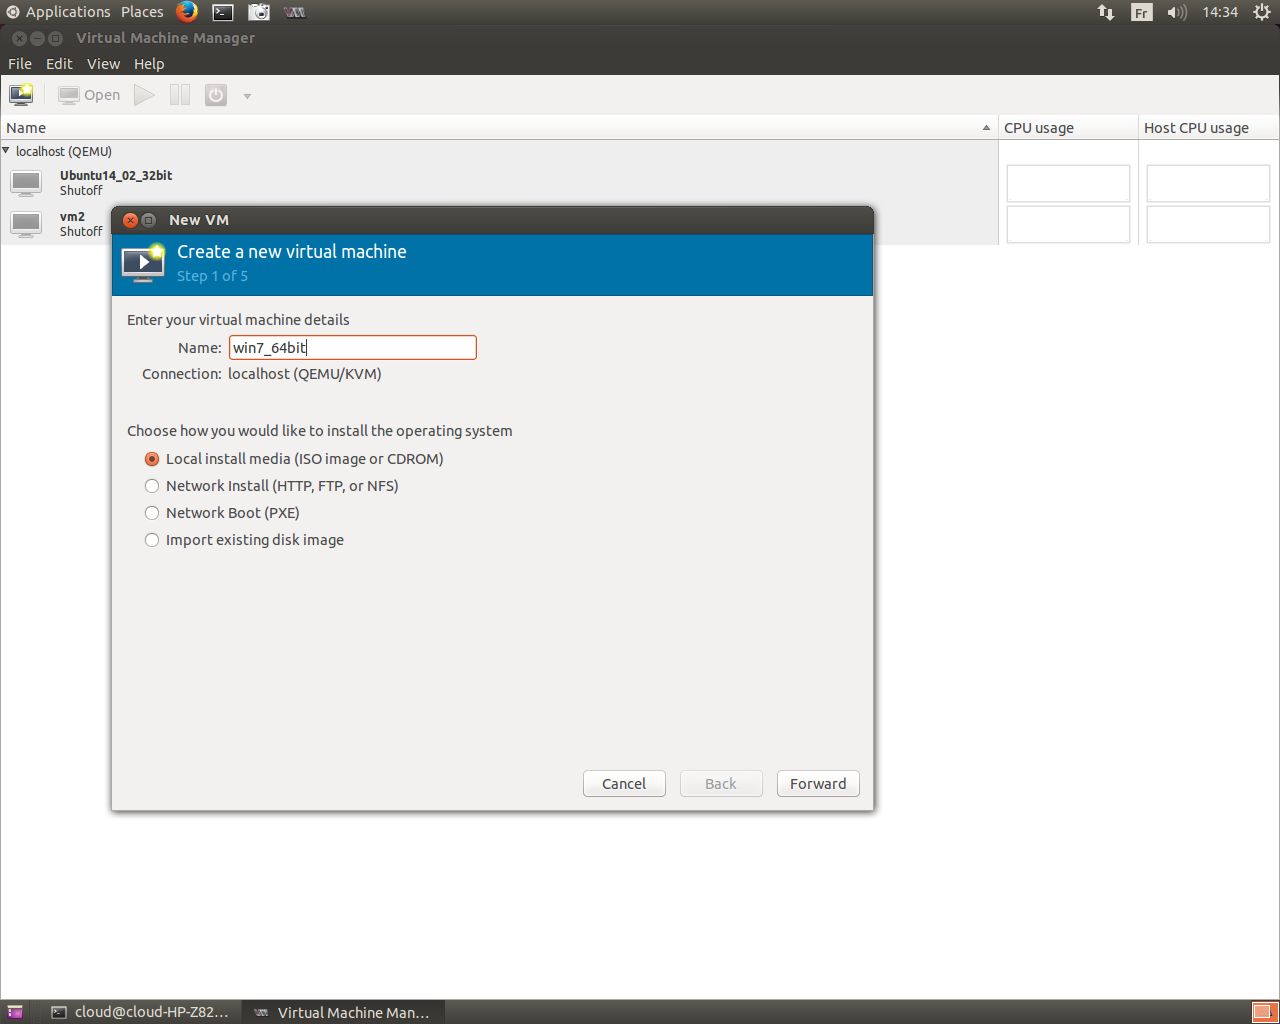 Applications Places Fr 14:34
Virtual Machine Manager
File Edit View Help
Open
Name CPU usage Host CPU usage
localhost (QEMU)
Ubuntu14_02_32bit
Shutoff
vm2
Shutoff
New VM
Create a new virtual machine
Step 1 of 5
Enter your virtual machine details
Name: win7_64bit
Connection: localhost (QEMU/KVM)
Choose how you would like to install the operating system
Local install media (ISO image or CDROM)
Network Install (HTTP, FTP, or NFS)
Network Boot (PXE)
Import existing disk image
Cancel Back Forward
cloud@cloud-HP-Z82... Virtual Machine Man...